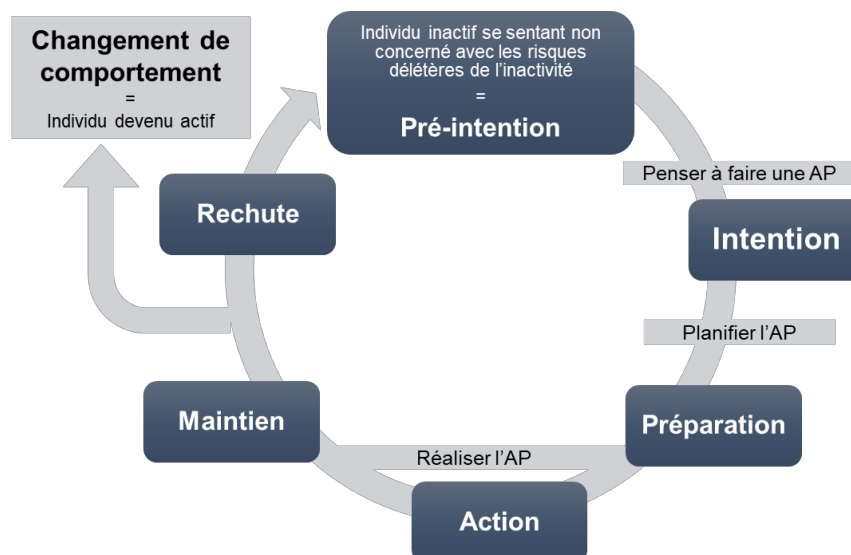 Changement de
comportement
=
Individu devenu actif
Individu inactif se sentant non
concerné avec les risques
délétères de l'inactivité
=
Pré-intention
Penser à faire une AP
Intention
Planifier l'AP
Préparation
Réaliser l'AP
Action
Maintien
Rechute